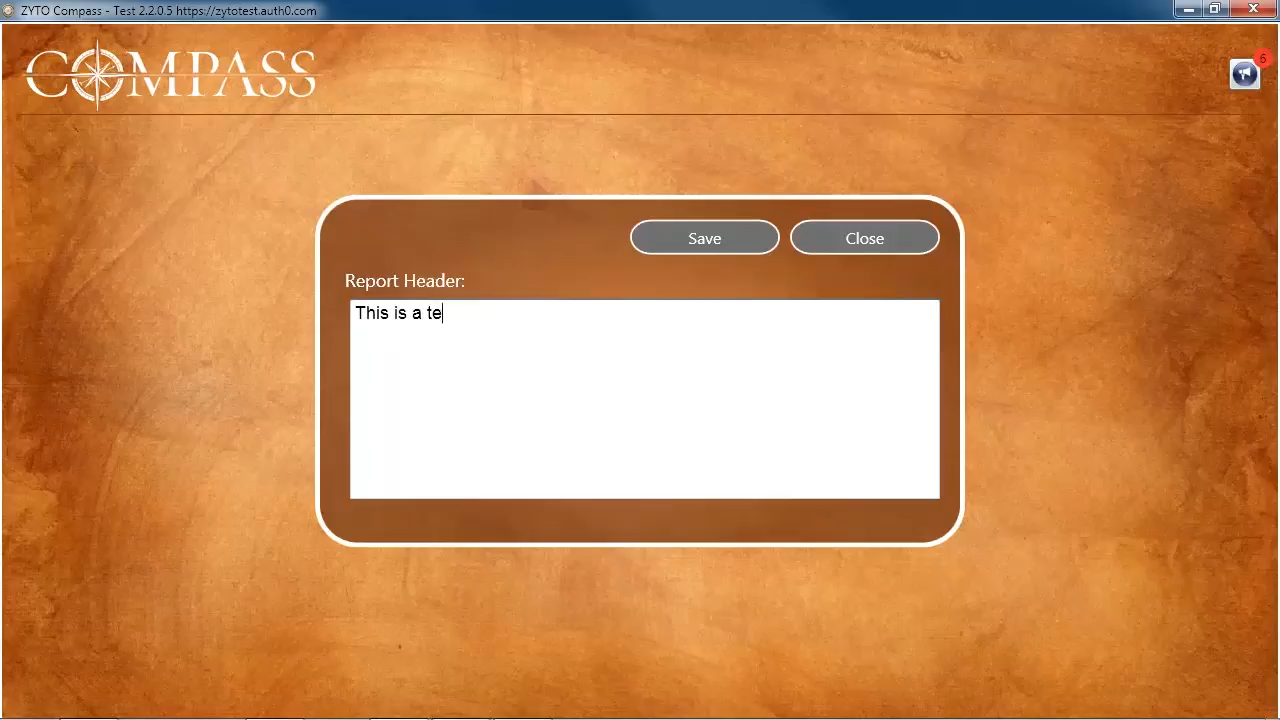 ZYTO Compass - Test 2.2.0.5 https://zytotest.auth0.com
COMPASS
6
Save
Close
Report Header:
This is a te